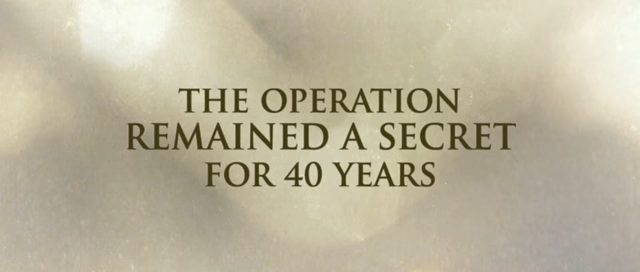 THE OPERATION
REMAINED A SECRET
FOR 40 YEARS